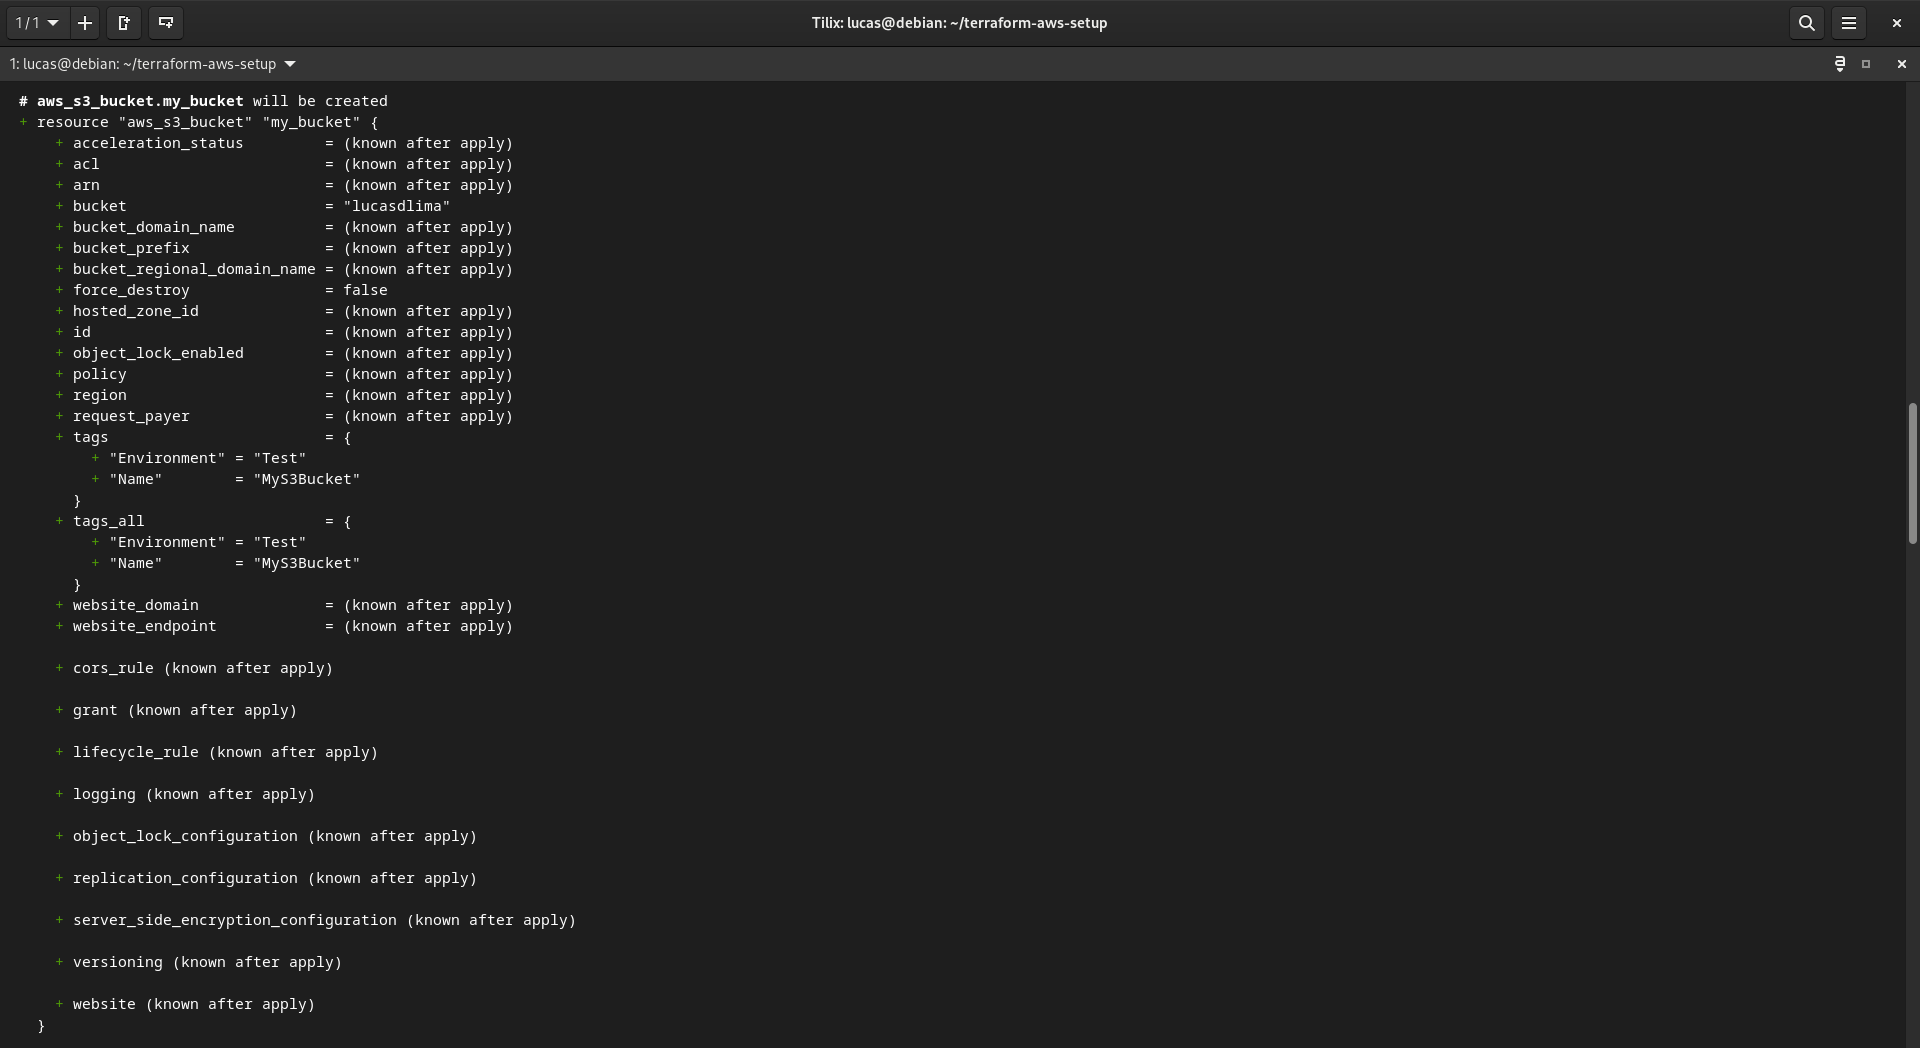 1 / 1
Tilix: lucas@debian: ~/terraform-aws-setup
1: lucas@debian: ~/terraform-aws-setup
# aws_s3_bucket.my_bucket will be created
+ resource "aws_s3_bucket" "my_bucket" {
+ acceleration_status = (known after apply)
+ acl = (known after apply)
+ arn = (known after apply)
+ bucket = "lucasdlima"
+ bucket_domain_name = (known after apply)
+ bucket_prefix = (known after apply)
+ bucket_regional_domain_name = (known after apply)
+ force_destroy = false
+ hosted_zone_id = (known after apply)
+ id = (known after apply)
+ object_lock_enabled = (known after apply)
+ policy = (known after apply)
+ region = (known after apply)
+ request_payer = (known after apply)
+ tags = {
+ "Environment" = "Test"
+ "Name" = "MyS3Bucket"
}
+ tags_all = {
+ "Environment" = "Test"
+ "Name" = "MyS3Bucket"
}
+ website_domain = (known after apply)
+ website_endpoint = (known after apply)
+ cors_rule (known after apply)
+ grant (known after apply)
+ lifecycle_rule (known after apply)
+ logging (known after apply)
+ object_lock_configuration (known after apply)
+ replication_configuration (known after apply)
+ server_side_encryption_configuration (known after apply)
+ versioning (known after apply)
+ website (known after apply)
}